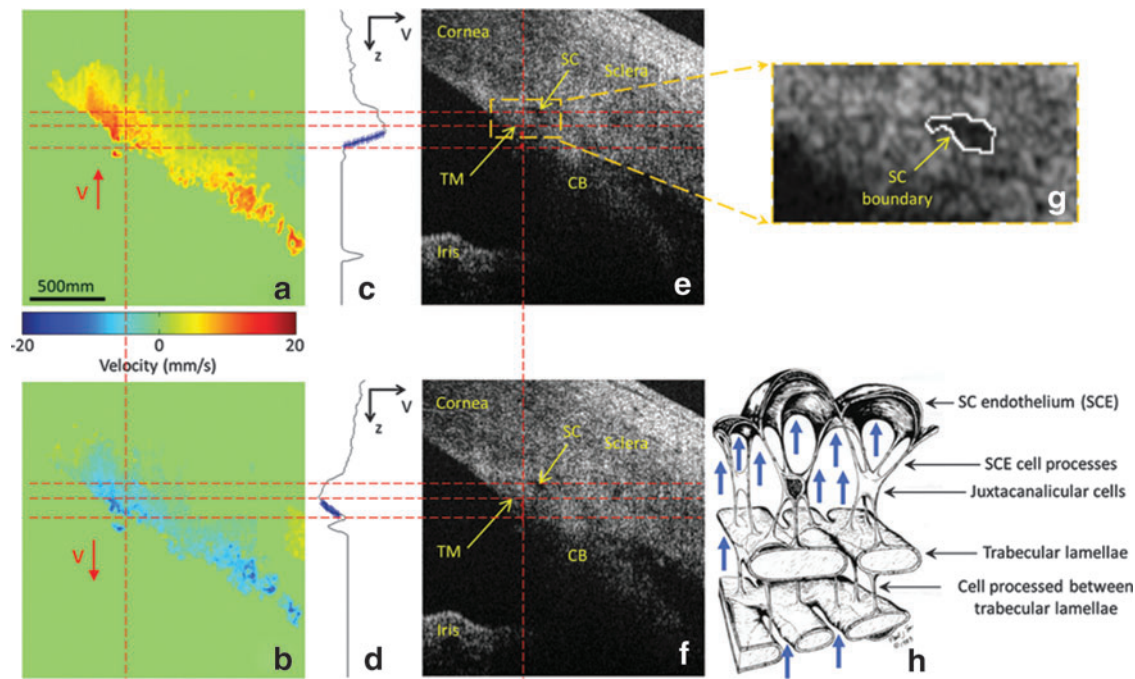 V
a
500mm
-20 0 20
Velocity (mm/s)
V
z
c
Cornea
SC
Sclera
TM
CB
Iris
e
SC
boundary
g
V
b
V
z
d
Cornea
SC
Sclera
TM
CB
Iris
f
SC endothelium (SCE)
SCE cell processes
Juxtacanalicular cells
Trabecular lamellae
Cell processed between
trabecular lamellae
h